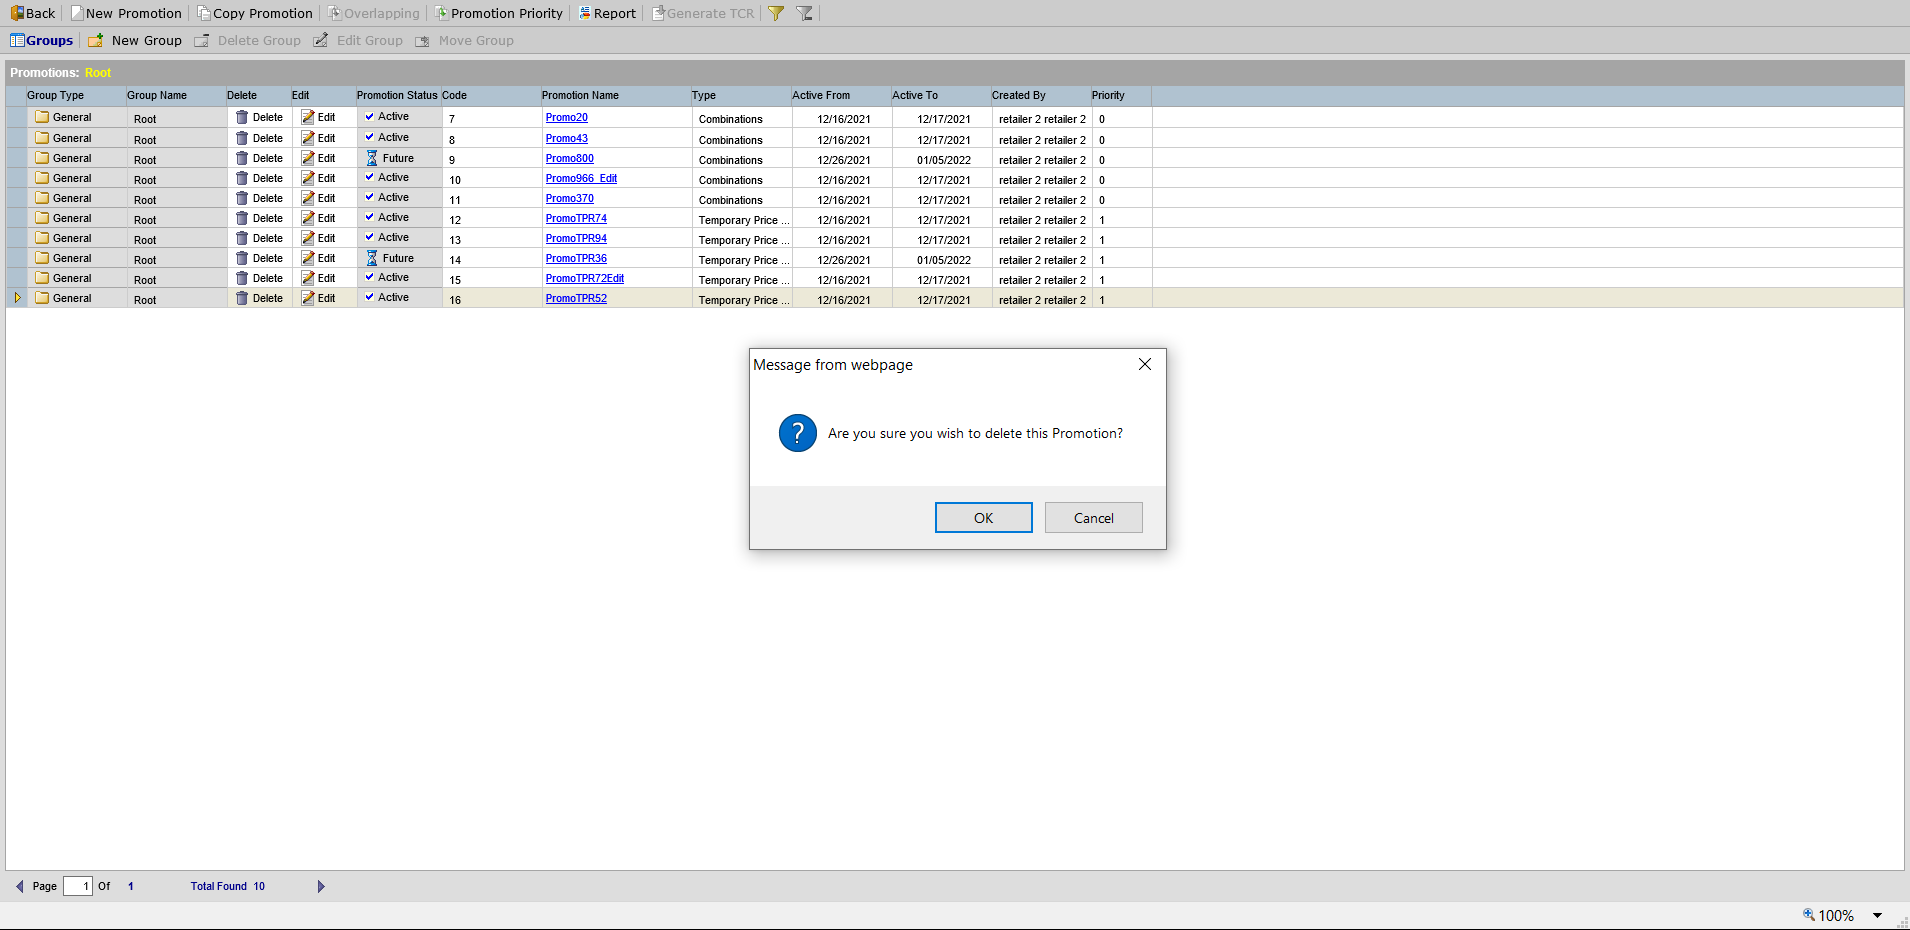 Back New Promotion Copy Promotion Overlapping Promotion Priority Report Generate TCR
Groups New Group Delete Group Edit Group Move Group
Promotions: Root
Group Type Group Name Delete Edit Promotion Status Code Promotion Name Type Active From Active To Created By Priority
General Root Delete Edit Active 7 Promo20 Combinations 12/16/2021 12/17/2021 retailer 2 retailer 2 0
General Root Delete Edit Active 8 Promo43 Combinations 12/16/2021 12/17/2021 retailer 2 retailer 2 0
General Root Delete Edit Future 9 Promo800 Combinations 12/26/2021 01/05/2022 retailer 2 retailer 2 0
General Root Delete Edit Active 10 Promo966_Edit Combinations 12/16/2021 12/17/2021 retailer 2 retailer 2 0
General Root Delete Edit Active 11 Promo370 Combinations 12/16/2021 12/17/2021 retailer 2 retailer 2 0
General Root Delete Edit Active 12 PromoTPR74 Temporary Price ... 12/16/2021 12/17/2021 retailer 2 retailer 2 1
General Root Delete Edit Active 13 PromoTPR94 Temporary Price ... 12/16/2021 12/17/2021 retailer 2 retailer 2 1
General Root Delete Edit Future 14 PromoTPR36 Temporary Price ... 12/26/2021 01/05/2022 retailer 2 retailer 2 1
General Root Delete Edit Active 15 PromoTPR72Edit Temporary Price ... 12/16/2021 12/17/2021 retailer 2 retailer 2 1
General Root Delete Edit Active 16 PromoTPR52 Temporary Price ... 12/16/2021 12/17/2021 retailer 2 retailer 2 1
Message from webpage
? Are you sure you wish to delete this Promotion?
OK Cancel
Page 1 Of 1 Total Found 10
100%